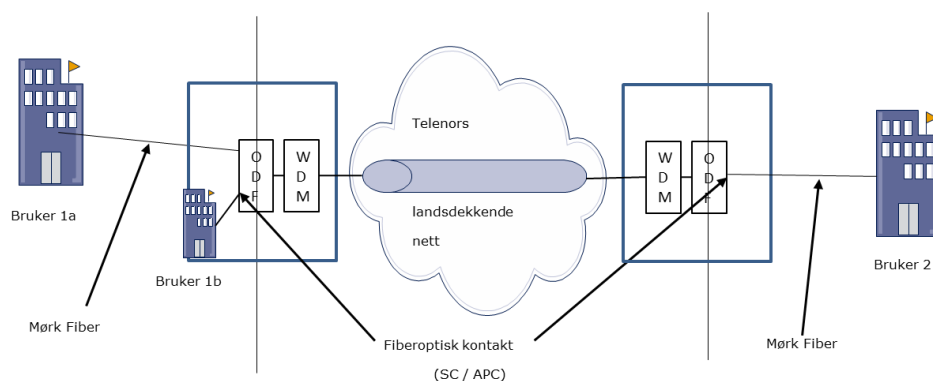 Telenors
O
D
F
W
D
M
W
D
M
O
D
F
landsdekkende
nett
Bruker 1a
Bruker 1b
Bruker 2
Mørk Fiber
Fiberoptisk kontakt
(SC / APC)
Mørk Fiber